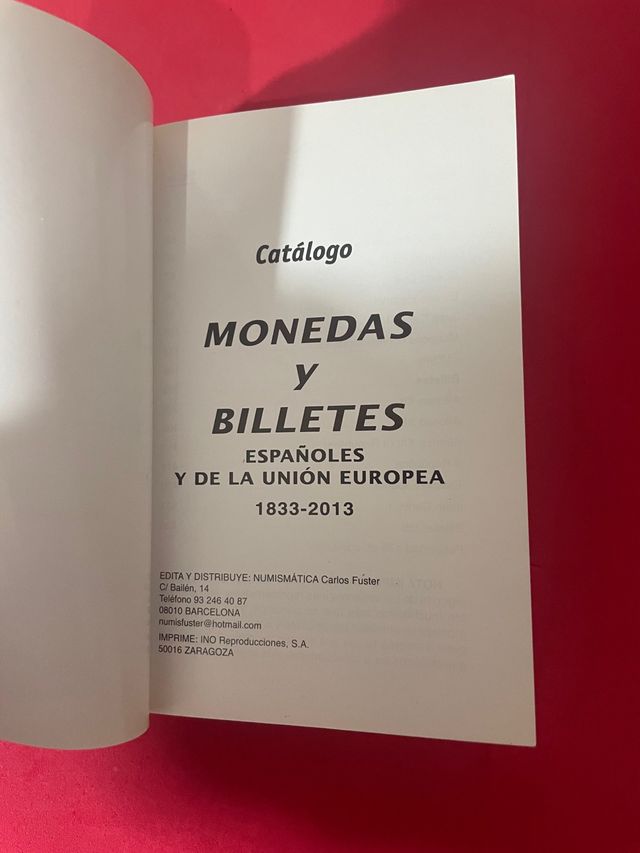 Catálogo
MONEDAS
y
BILLETES
ESPAÑOLES
Y DE LA UNIÓN EUROPEA
1833-2013
EDITA Y DISTRIBUYE: NUMISMÁTICA Carlos Fuster
C/ Bailén, 14
Teléfono 93 246 40 87
08010 BARCELONA
numisfuster@hotmail.com
IMPRIME: INO Reproducciones, S.A.
50016 ZARAGOZA